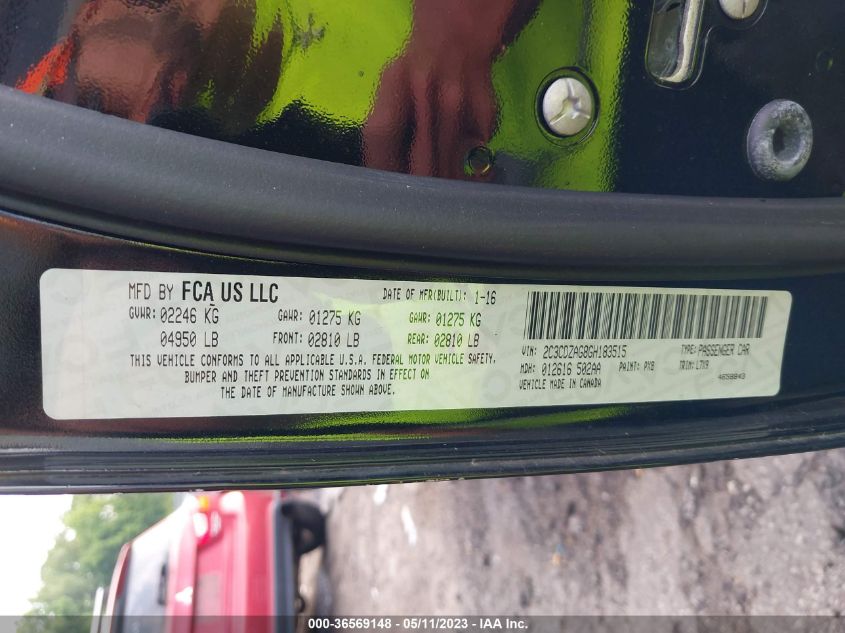 MFD BY FCA US LLC
DATE OF MFR(BUILT): 1-16
GVWR: 02246 KG GAWR: 01275 KG GAWR: 01275 KG
04950 LB FRONT: 02810 LB REAR: 02810 LB
THIS VEHICLE CONFORMS TO ALL APPLICABLE U.S.A. FEDERAL MOTOR VEHICLE SAFETY,
BUMPER AND THEFT PREVENTION STANDARDS IN EFFECT ON
THE DATE OF MANUFACTURE SHOWN ABOVE.
VIN: 2C3CDZAG8GH183515 TYPE: PASSENGER CAR
MDH: 012616 502AA PAINT: PX8 TRIM: L7X9
VEHICLE MADE IN CANADA 4658843
000-36569148 - 05/11/2023 - IAA Inc.